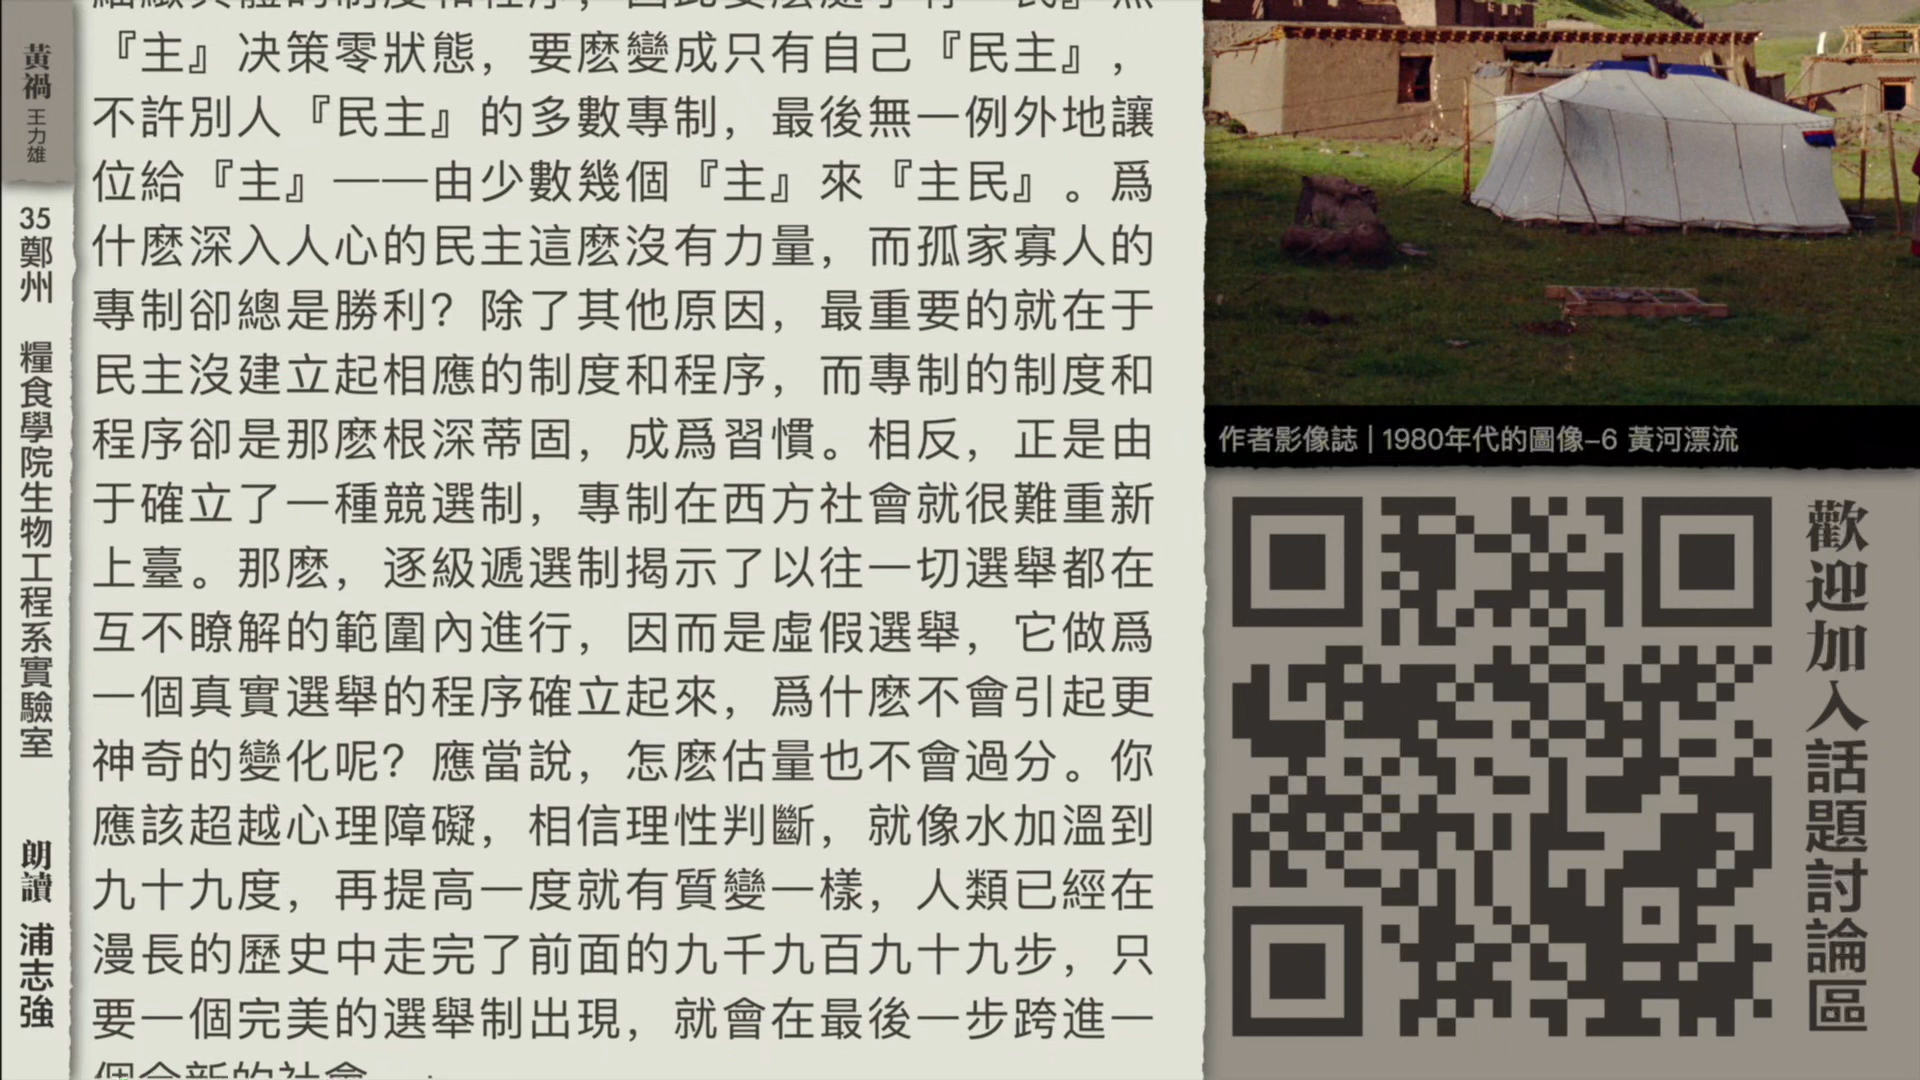 黃禍 王力雄
35鄭州 糧食學院生物工程系實驗室
朗讀 浦志強
『主』决策零狀態，要麽變成只有自己『民主』，
不許別人『民主』的多數專制，最後無一例外地讓
位給『主』——由少數幾個『主』來『主民』。爲
什麽深入人心的民主這麽沒有力量，而孤家寡人的
專制卻總是勝利？除了其他原因，最重要的就在于
民主沒建立起相應的制度和程序，而專制的制度和
程序卻是那麽根深蒂固，成爲習慣。相反，正是由
于確立了一種競選制，專制在西方社會就很難重新
上臺。那麽，逐級遞選制揭示了以往一切選舉都在
互不瞭解的範圍內進行，因而是虛假選舉，它做爲
一個真實選舉的程序確立起來，爲什麽不會引起更
神奇的變化呢？應當說，怎麽估量也不會過分。你
應該超越心理障礙，相信理性判斷，就像水加溫到
九十九度，再提高一度就有質變一樣，人類已經在
漫長的歷史中走完了前面的九千九百九十九步，只
要一個完美的選舉制出現，就會在最後一步跨進一
作者影像誌 | 1980年代的圖像–6 黃河漂流
歡迎加入話題討論區